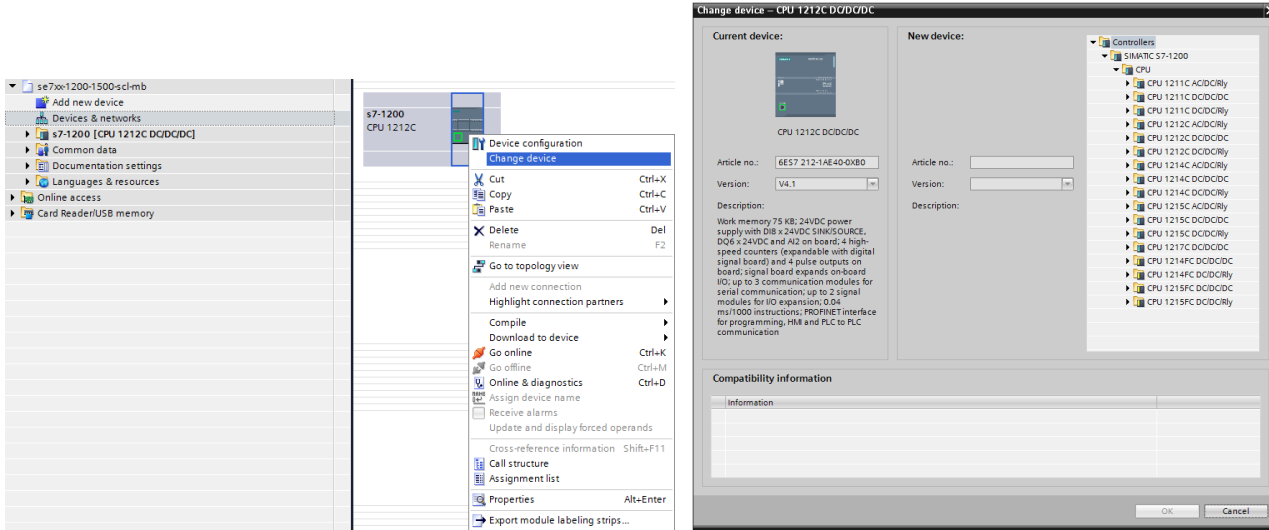 se7xx-1200-1500-scl-mb
Add new device
Devices & networks
s7-1200 [CPU 1212C DC/DC/DC]
Common data
Documentation settings
Languages & resources
Online access
Card Reader/USB memory
s7-1200
CPU 1212C
Device configuration
Change device
Cut Ctrl+X
Copy Ctrl+C
Paste Ctrl+V
Delete Del
Rename F2
Go to topology view
Add new connection
Highlight connection partners
Compile
Download to device
Go online Ctrl+K
Go offline Ctrl+M
Online & diagnostics Ctrl+D
Assign device name
Receive alarms
Update and display forced operands
Cross-reference information Shift+F11
Call structure
Assignment list
Properties Alt+Enter
Export module labeling strips...
Change device – CPU 1212C DC/DC/DC
Current device:
CPU 1212C DC/DC/DC
Article no.: 6ES7 212-1AE40-0XB0
Version: V4.1
Description:
Work memory 75 KB; 24VDC power
supply with DI8 x 24VDC SINK/SOURCE,
DQ6 x 24VDC and AI2 on board; 4 high-
speed counters (expandable with digital
signal board) and 4 pulse outputs on
board; signal board expands on-board
I/O; up to 3 communication modules for
serial communication; up to 2 signal
modules for I/O expansion; 0.04
ms/1000 instructions; PROFINET interface
for programming, HMI and PLC to PLC
communication
New device:
Article no.:
Version:
Description:
Controllers
SIMATIC S7-1200
CPU
CPU 1211C AC/DC/Rly
CPU 1211C DC/DC/DC
CPU 1211C DC/DC/Rly
CPU 1212C AC/DC/Rly
CPU 1212C DC/DC/DC
CPU 1212C DC/DC/Rly
CPU 1214C AC/DC/Rly
CPU 1214C DC/DC/DC
CPU 1214C DC/DC/Rly
CPU 1215C AC/DC/Rly
CPU 1215C DC/DC/DC
CPU 1215C DC/DC/Rly
CPU 1217C DC/DC/DC
CPU 1214FC DC/DC/DC
CPU 1214FC DC/DC/Rly
CPU 1215FC DC/DC/DC
CPU 1215FC DC/DC/Rly
Compatibility information
Information
OK
Cancel